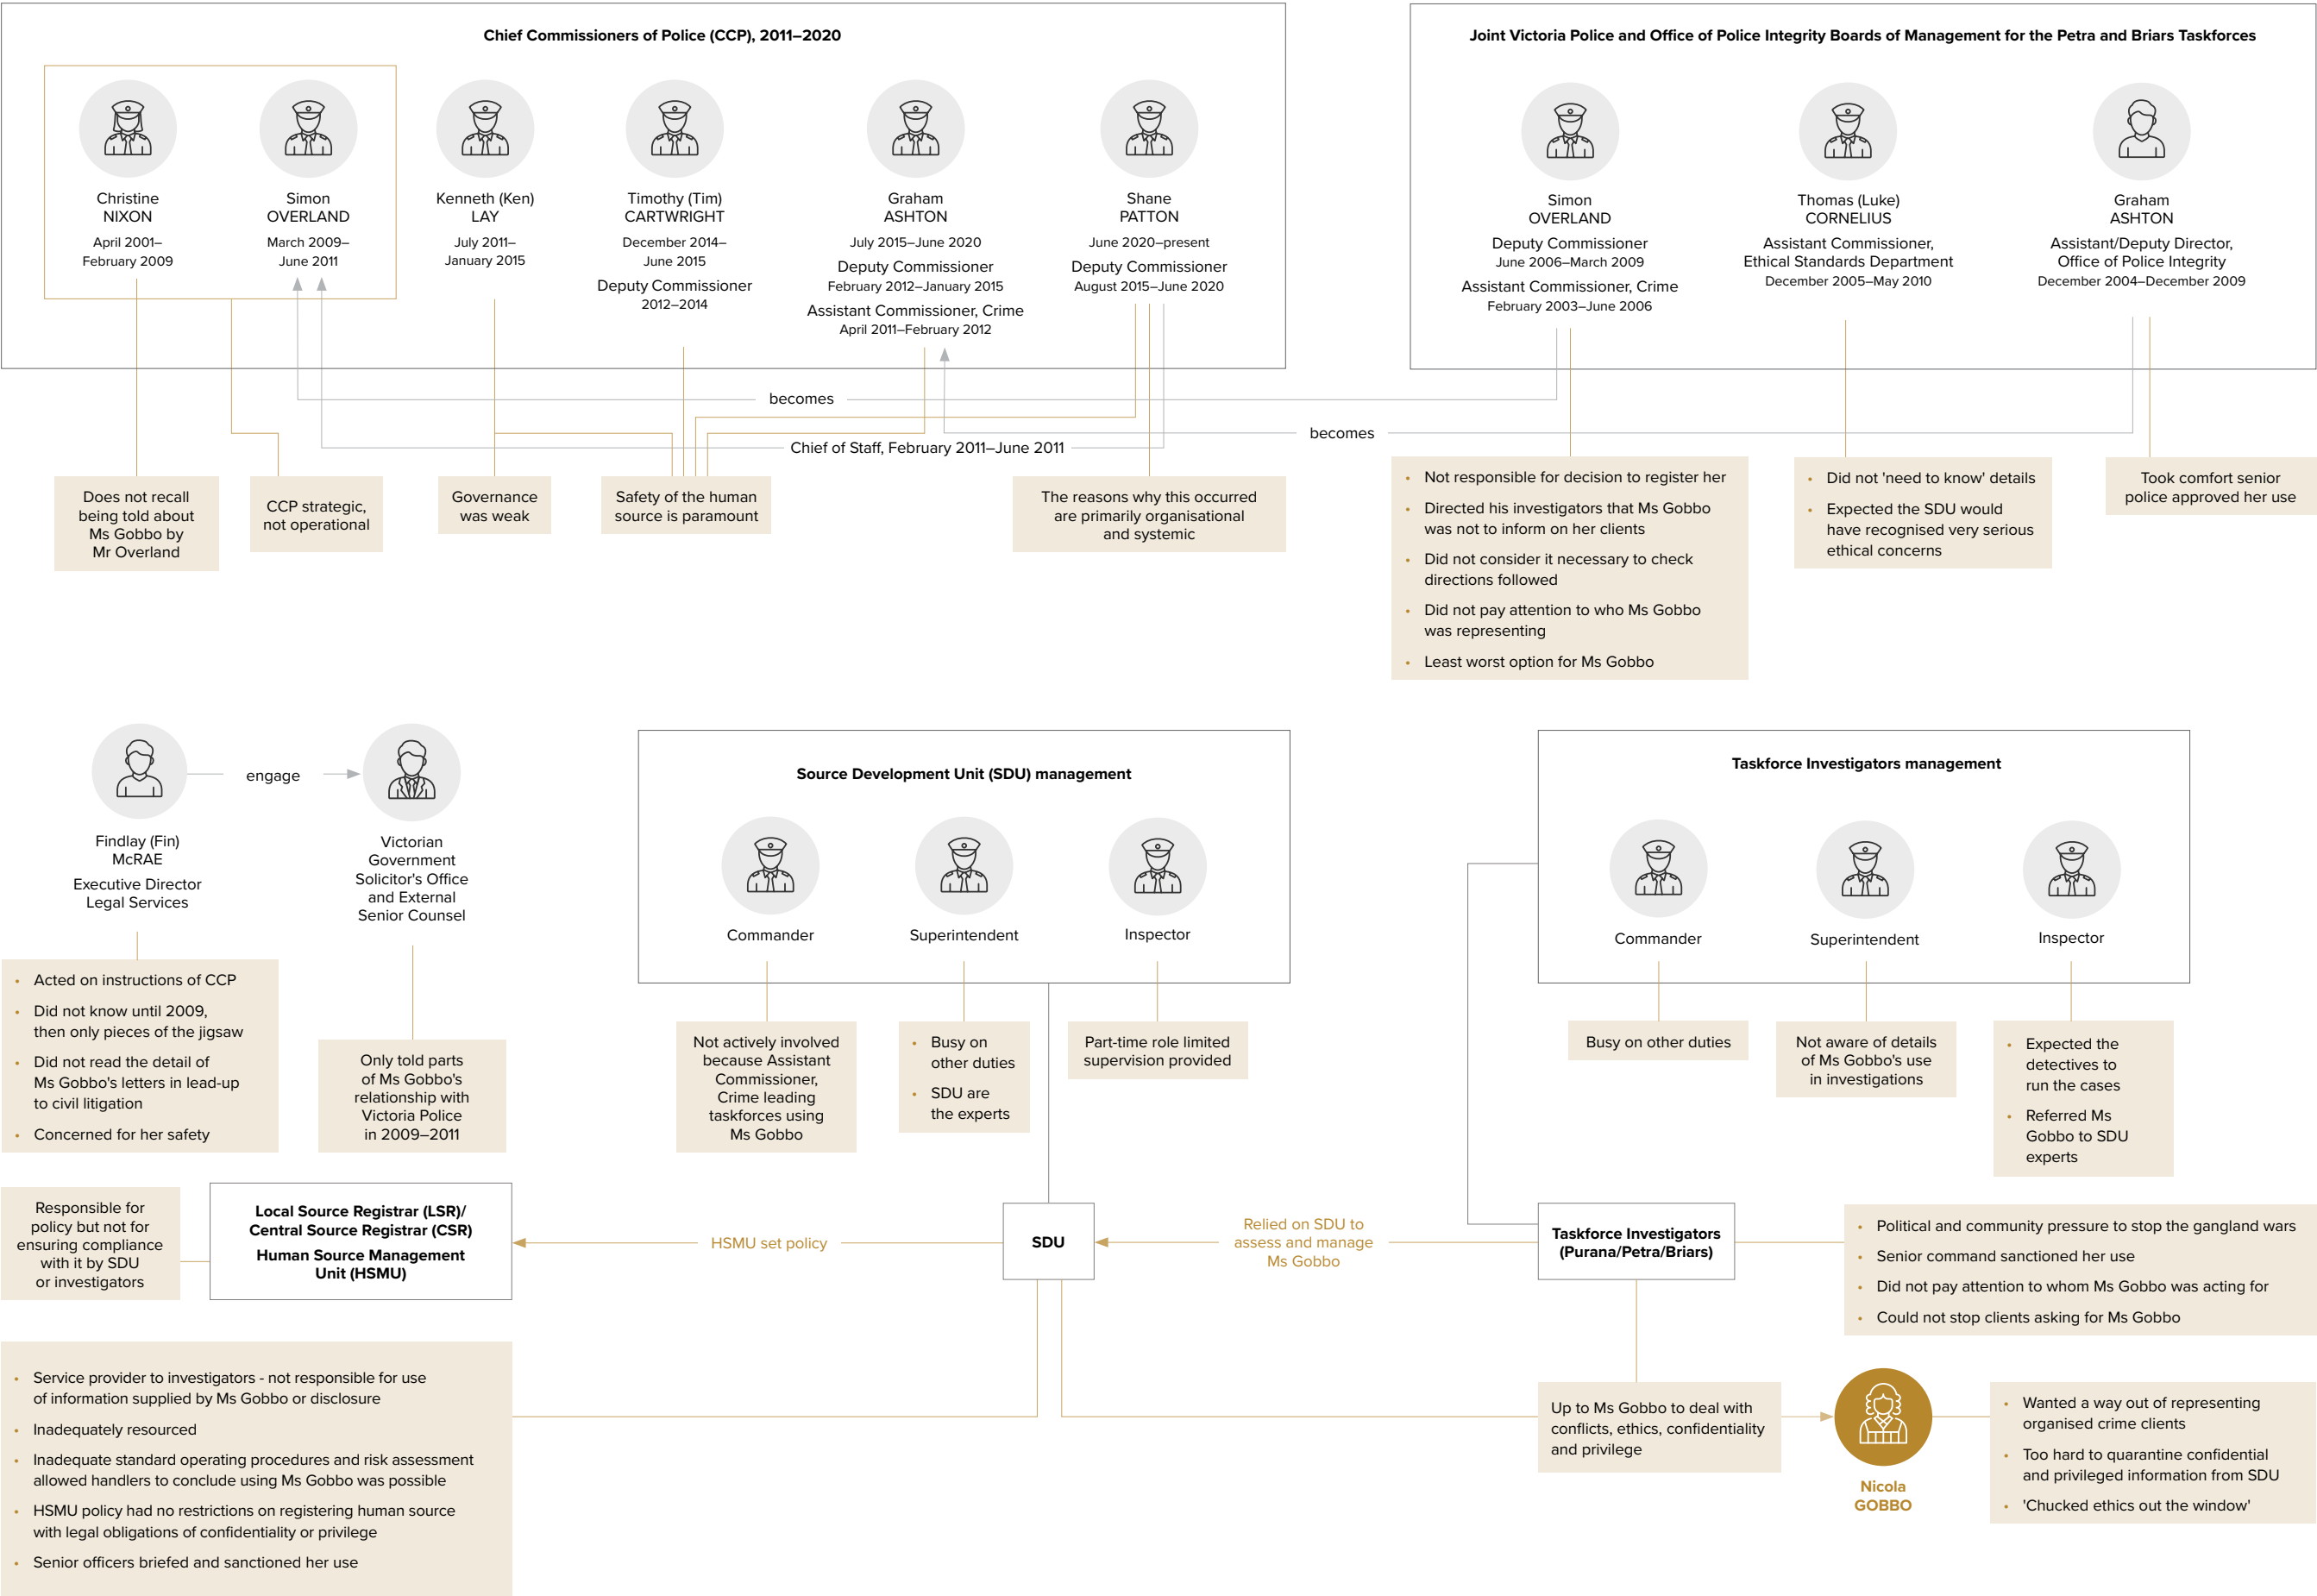 Chief Commissioners of Police (CCP), 2011–2020
Christine
NIXON
April 2001–
February 2009
Simon
OVERLAND
March 2009–
June 2011
Kenneth (Ken)
LAY
July 2011–
January 2015
Timothy (Tim)
CARTWRIGHT
December 2014–
June 2015
Deputy Commissioner
2012–2014
Graham
ASHTON
July 2015–June 2020
Deputy Commissioner
February 2012–January 2015
Assistant Commissioner, Crime
April 2011–February 2012
Shane
PATTON
June 2020–present
Deputy Commissioner
August 2015–June 2020
Joint Victoria Police and Office of Police Integrity Boards of Management for the Petra and Briars Taskforces
Simon
OVERLAND
Deputy Commissioner
June 2006–March 2009
Assistant Commissioner, Crime
February 2003–June 2006
Thomas (Luke)
CORNELIUS
Assistant Commissioner,
Ethical Standards Department
December 2005–May 2010
Graham
ASHTON
Assistant/Deputy Director,
Office of Police Integrity
December 2004–December 2009
becomes
becomes
Chief of Staff, February 2011–June 2011
Does not recall
being told about
Ms Gobbo by
Mr Overland
CCP strategic,
not operational
Governance
was weak
Safety of the human
source is paramount
The reasons why this occurred
are primarily organisational
and systemic
• Not responsible for decision to register her
• Directed his investigators that Ms Gobbo
was not to inform on her clients
• Did not consider it necessary to check
directions followed
• Did not pay attention to who Ms Gobbo
was representing
• Least worst option for Ms Gobbo
• Did not 'need to know' details
• Expected the SDU would
have recognised very serious
ethical concerns
Took comfort senior
police approved her use
Findlay (Fin)
McRAE
Executive Director
Legal Services
engage
Victorian
Government
Solicitor's Office
and External
Senior Counsel
• Acted on instructions of CCP
• Did not know until 2009,
then only pieces of the jigsaw
• Did not read the detail of
Ms Gobbo's letters in lead-up
to civil litigation
• Concerned for her safety
Only told parts
of Ms Gobbo's
relationship with
Victoria Police
in 2009–2011
Source Development Unit (SDU) management
Commander
Superintendent
Inspector
Not actively involved
because Assistant
Commissioner,
Crime leading
taskforces using
Ms Gobbo
• Busy on
other duties
• SDU are
the experts
Part-time role limited
supervision provided
Taskforce Investigators management
Commander
Superintendent
Inspector
Busy on other duties
Not aware of details
of Ms Gobbo's use
in investigations
• Expected the
detectives to
run the cases
• Referred Ms
Gobbo to SDU
experts
Responsible for
policy but not for
ensuring compliance
with it by SDU
or investigators
Local Source Registrar (LSR)/
Central Source Registrar (CSR)
Human Source Management
Unit (HSMU)
HSMU set policy
SDU
Relied on SDU to
assess and manage
Ms Gobbo
Taskforce Investigators
(Purana/Petra/Briars)
• Political and community pressure to stop the gangland wars
• Senior command sanctioned her use
• Did not pay attention to whom Ms Gobbo was acting for
• Could not stop clients asking for Ms Gobbo
• Service provider to investigators - not responsible for use
of information supplied by Ms Gobbo or disclosure
• Inadequately resourced
• Inadequate standard operating procedures and risk assessment
allowed handlers to conclude using Ms Gobbo was possible
• HSMU policy had no restrictions on registering human source
with legal obligations of confidentiality or privilege
• Senior officers briefed and sanctioned her use
Up to Ms Gobbo to deal with
conflicts, ethics, confidentiality
and privilege
Nicola
GOBBO
• Wanted a way out of representing
organised crime clients
• Too hard to quarantine confidential
and privileged information from SDU
• 'Chucked ethics out the window'